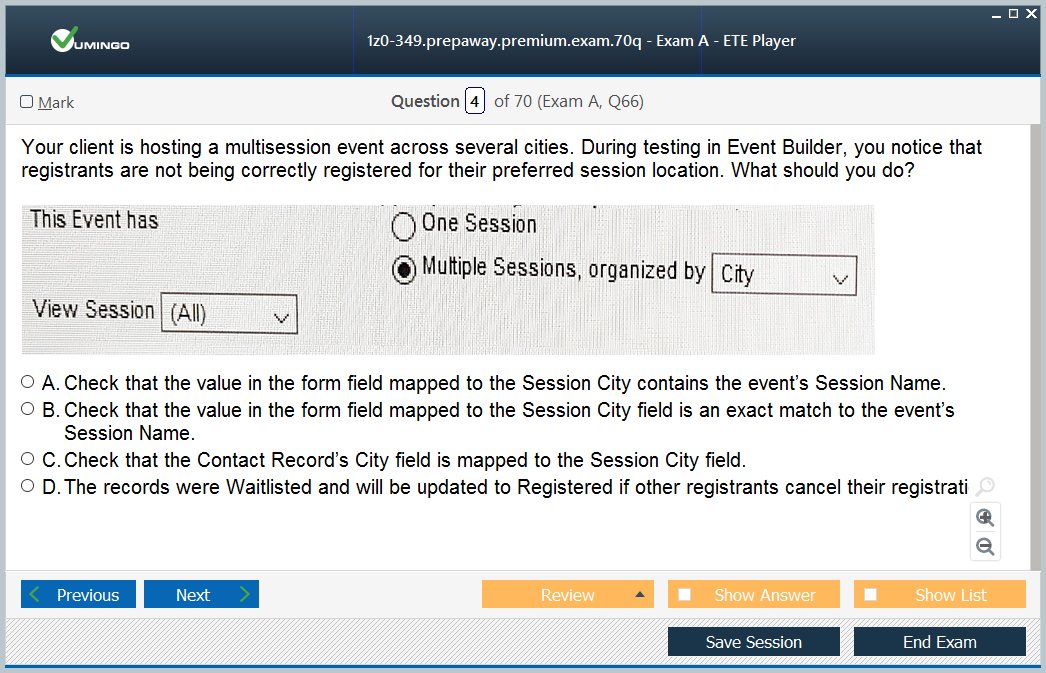 VUMINGO
1z0-349.prepaway.premium.exam.70q - Exam A - ETE Player
Mark
Question 4 of 70 (Exam A, Q66)
Your client is hosting a multisession event across several cities. During testing in Event Builder, you notice that
registrants are not being correctly registered for their preferred session location. What should you do?
This Event has
One Session
Multiple Sessions, organized by City
View Session (All)
A. Check that the value in the form field mapped to the Session City contains the event's Session Name.
B. Check that the value in the form field mapped to the Session City field is an exact match to the event's
Session Name.
C. Check that the Contact Record's City field is mapped to the Session City field.
D. The records were Waitlisted and will be updated to Registered if other registrants cancel their registrati
Previous
Next
Review
Show Answer
Show List
Save Session
End Exam